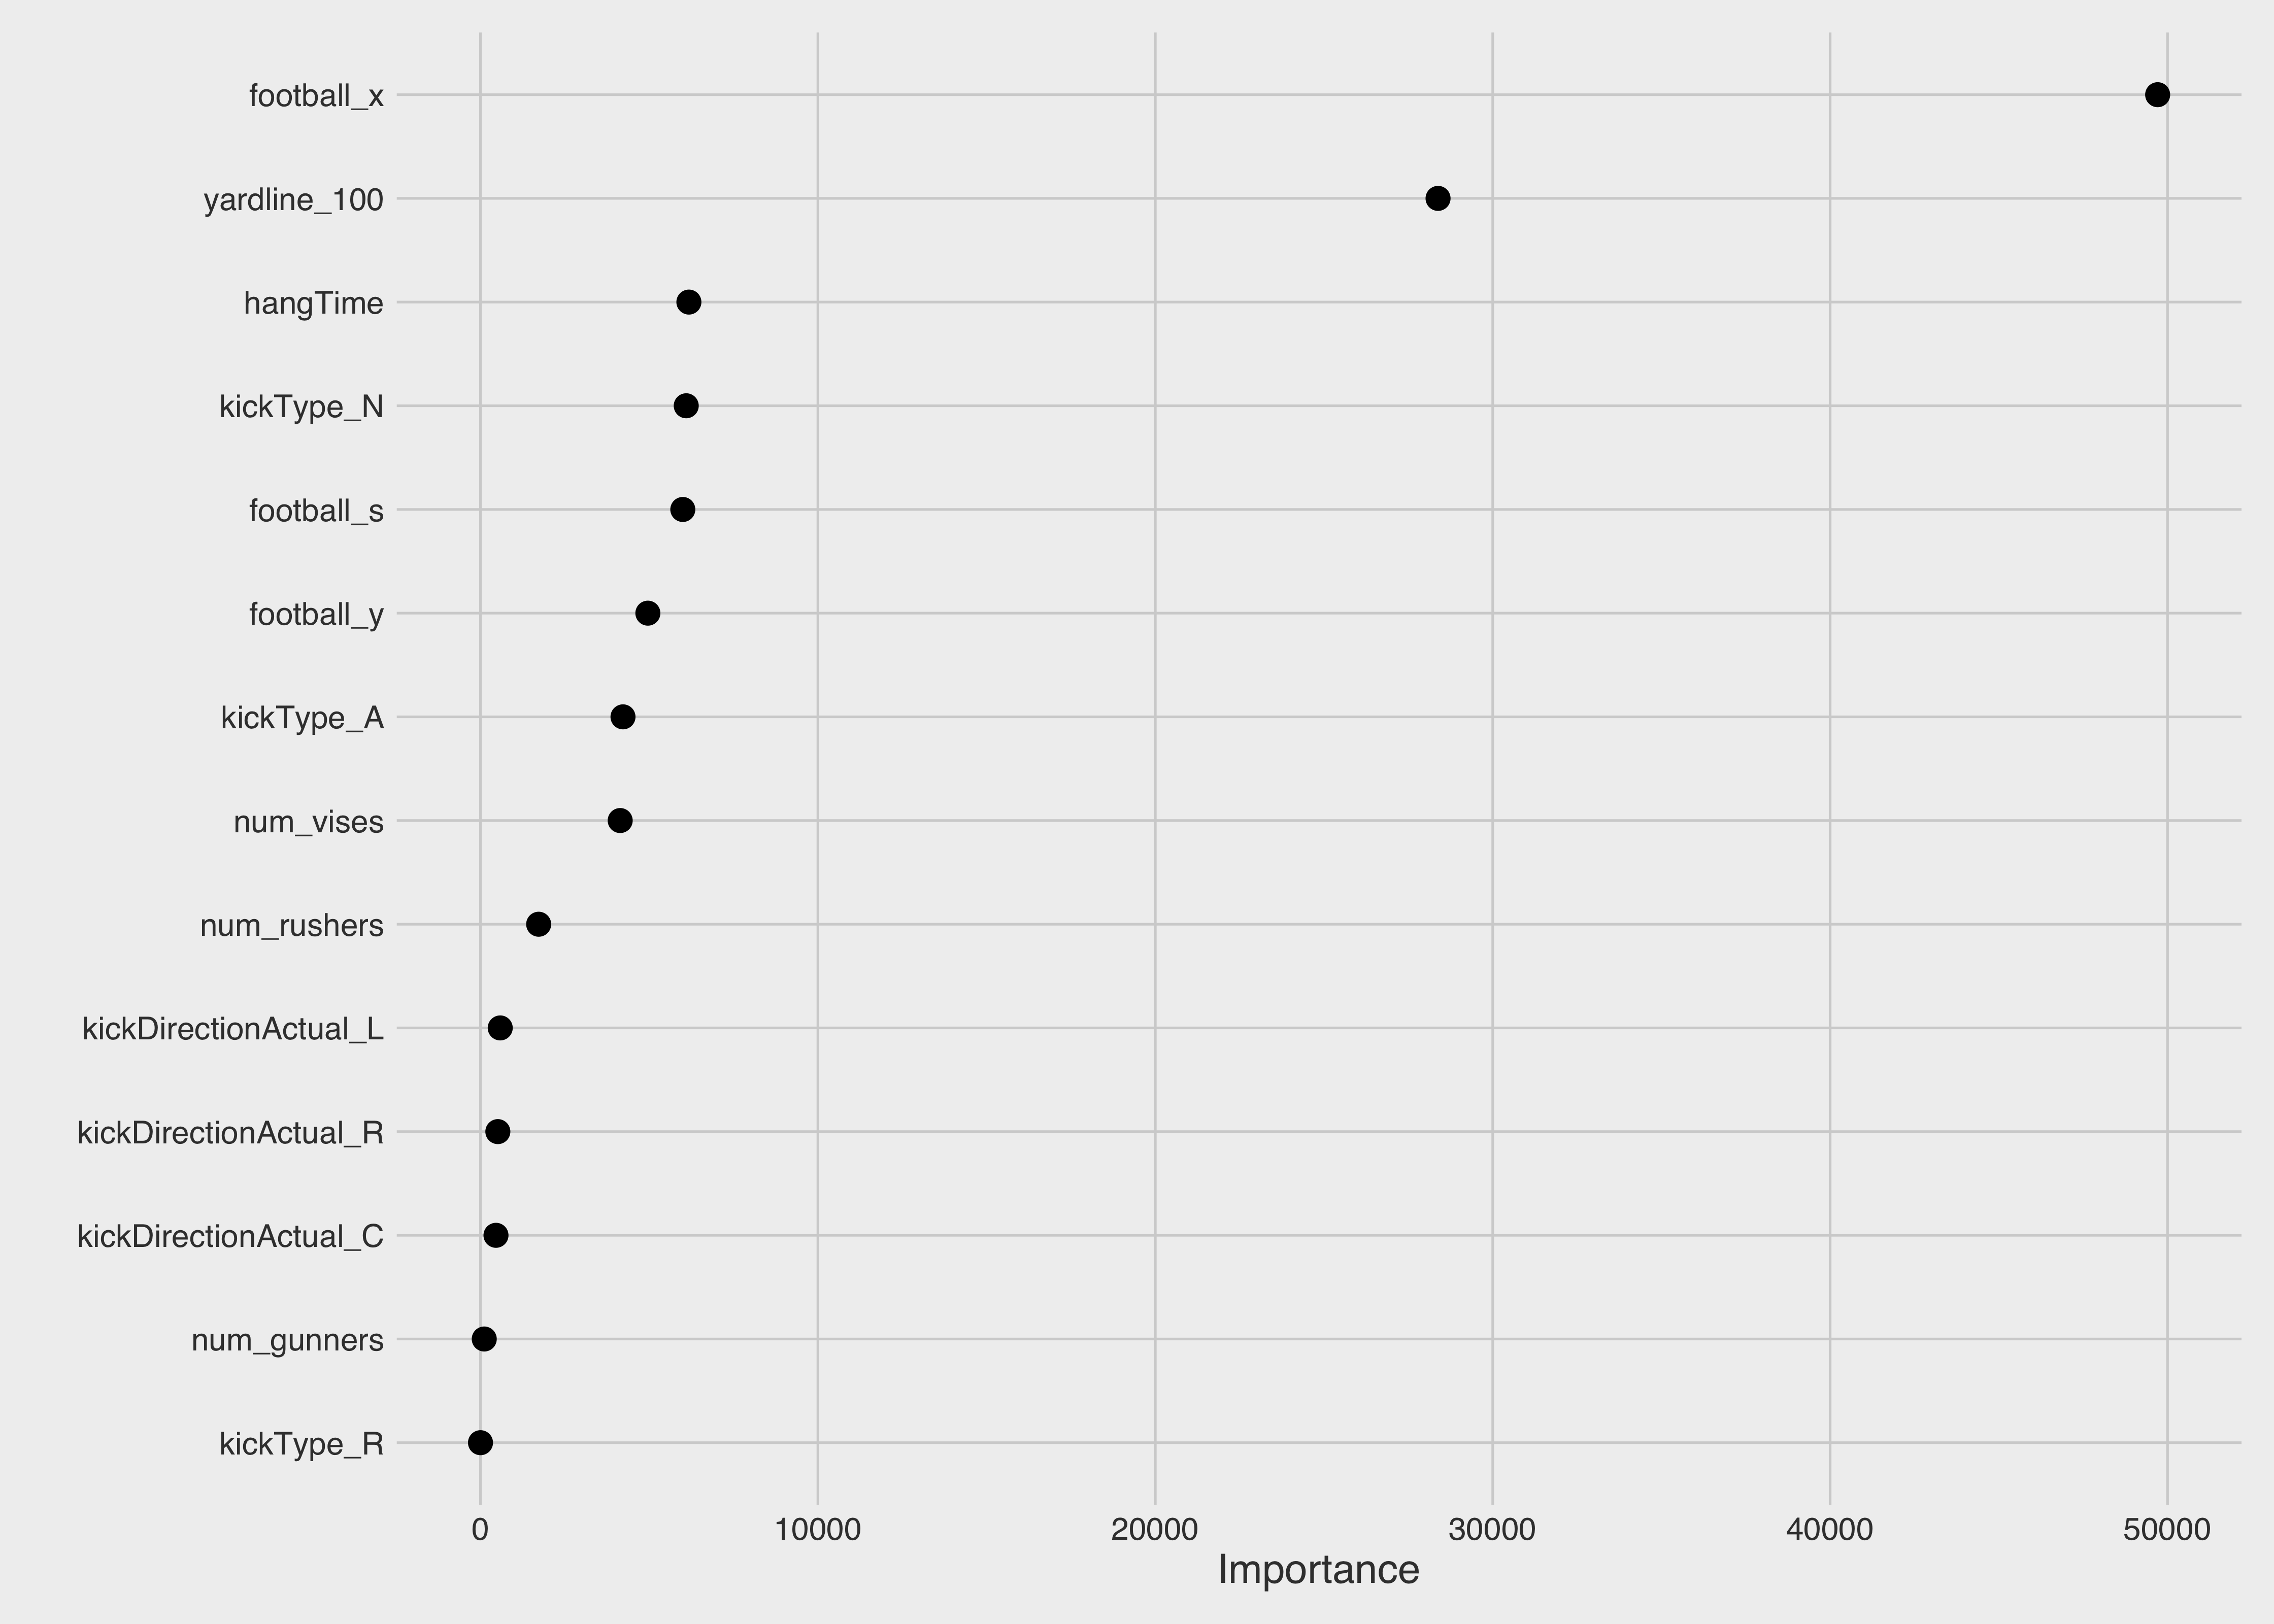 football_x
yardline_100
hangTime
kickType_N
football_s
football_y
kickType_A
num_vises
num_rushers
kickDirectionActual_L
kickDirectionActual_R
kickDirectionActual_C
num_gunners
kickType_R
0 10000 20000 30000 40000 50000
Importance